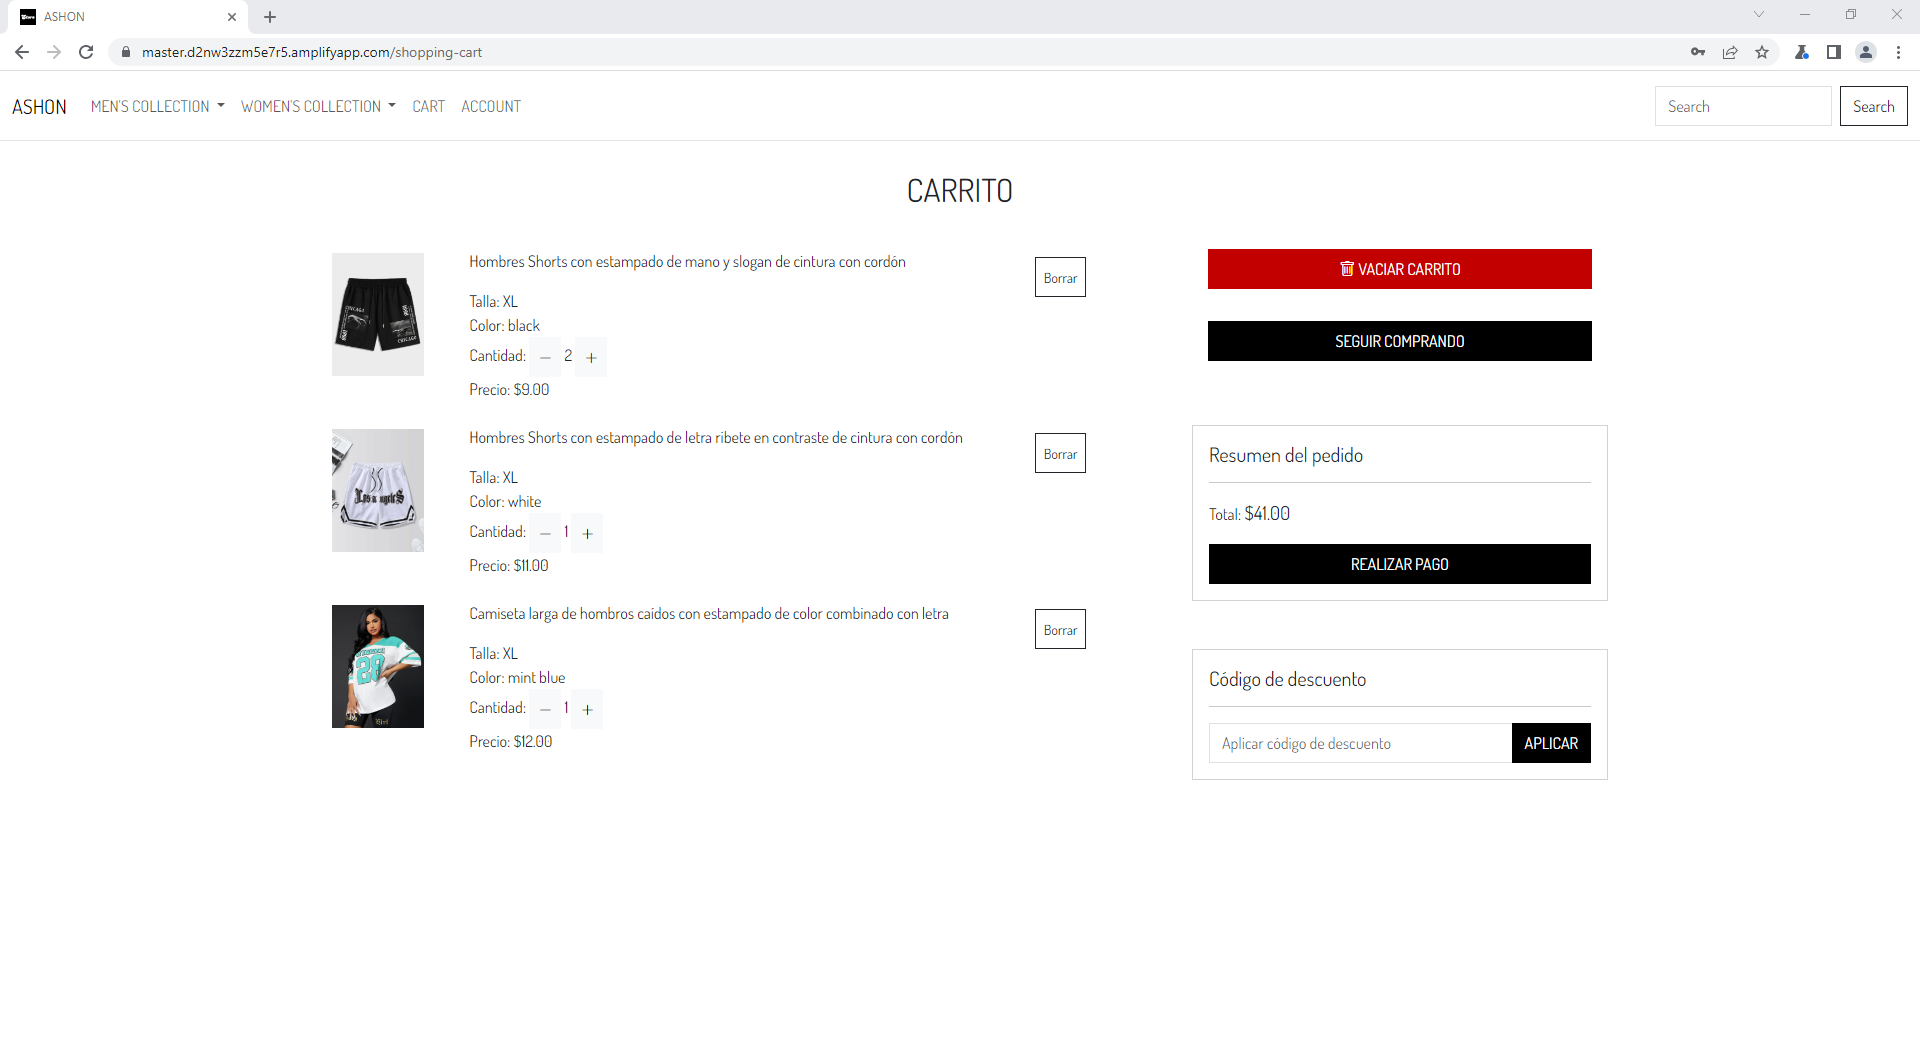 ASHON
master.d2nw3zzm5e7r5.amplifyapp.com/shopping-cart
ASHON MEN'S COLLECTION WOMEN'S COLLECTION CART ACCOUNT Search Search
CARRITO
Hombres Shorts con estampado de mano y slogan de cintura con cordón
Borrar
Talla: XL
Color: black
Cantidad: – 2 +
Precio: $9.00
Hombres Shorts con estampado de letra ribete en contraste de cintura con cordón
Borrar
Talla: XL
Color: white
Cantidad: – 1 +
Precio: $11.00
Los angeles
Camiseta larga de hombros caídos con estampado de color combinado con letra
Borrar
Talla: XL
Color: mint blue
Cantidad: – 1 +
Precio: $12.00
28
VACIAR CARRITO
SEGUIR COMPRANDO
Resumen del pedido
Total: $41.00
REALIZAR PAGO
Código de descuento
Aplicar código de descuento APLICAR